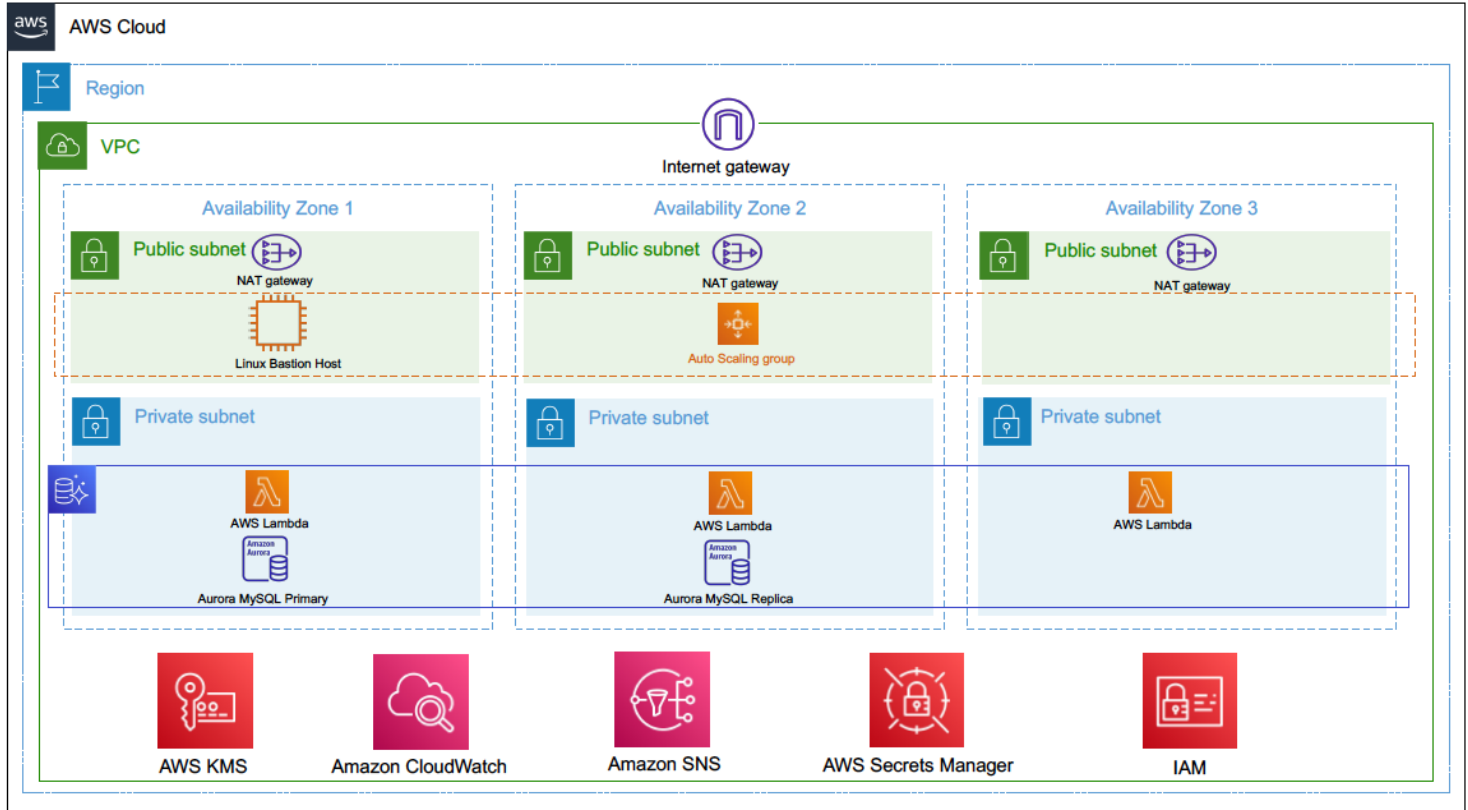 aws
AWS Cloud
Region
VPC
Internet gateway
Availability Zone 1
Availability Zone 2
Availability Zone 3
Public subnet
NAT gateway
Public subnet
NAT gateway
Public subnet
NAT gateway
Linux Bastion Host
Auto Scaling group
Private subnet
Private subnet
Private subnet
AWS Lambda
AWS Lambda
AWS Lambda
Amazon
Aurora
Aurora MySQL Primary
Amazon
Aurora
Aurora MySQL Replica
AWS KMS
Amazon CloudWatch
Amazon SNS
AWS Secrets Manager
IAM